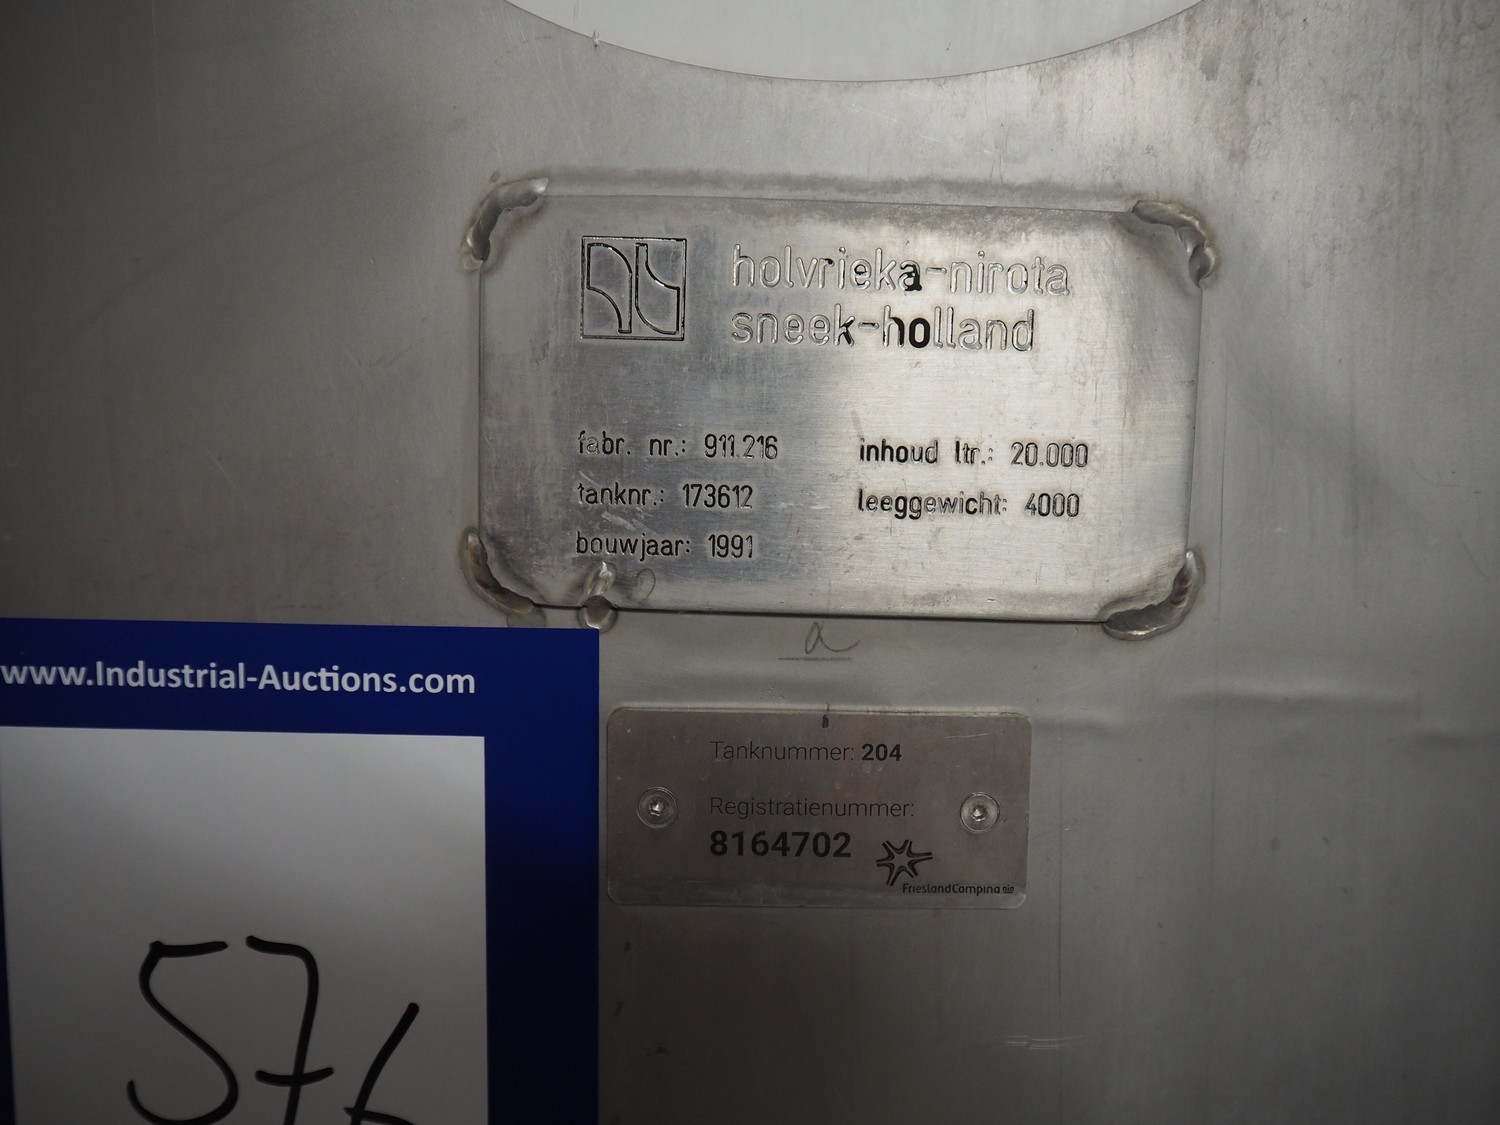 holvrieka-nirota
sneek-holland
fabr. nr.: 911.216
inhoud ltr.: 20.000
tanknr.: 173612
leeggewicht: 4000
bouwjaar: 1991
a
www.Industrial-Auctions.com
Tanknummer: 204
Registratienummer:
8164702
FrieslandCampina
57